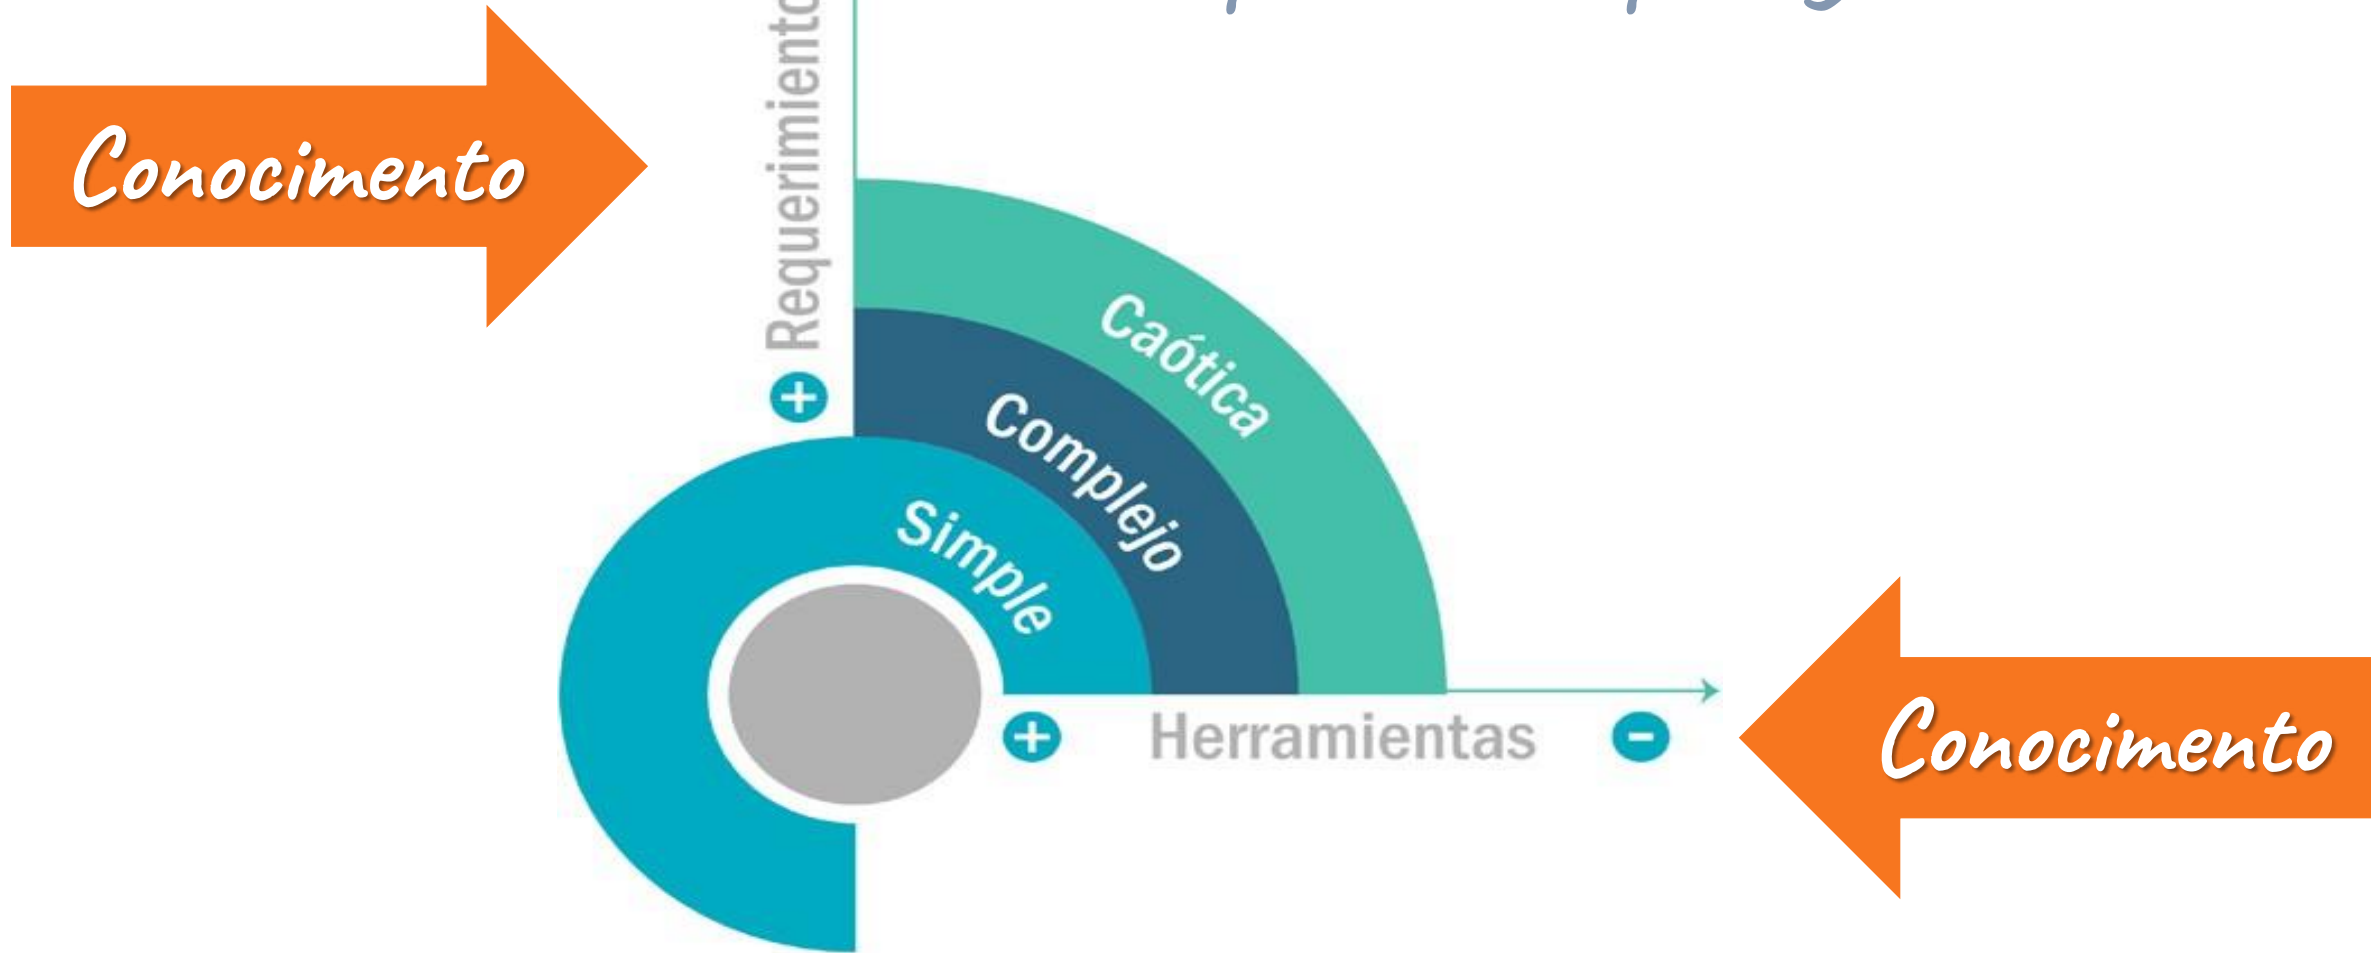 Conocimento
Requerimiento
+
Caótica
Complejo
Simple
+
Herramientas
-
Conocimento